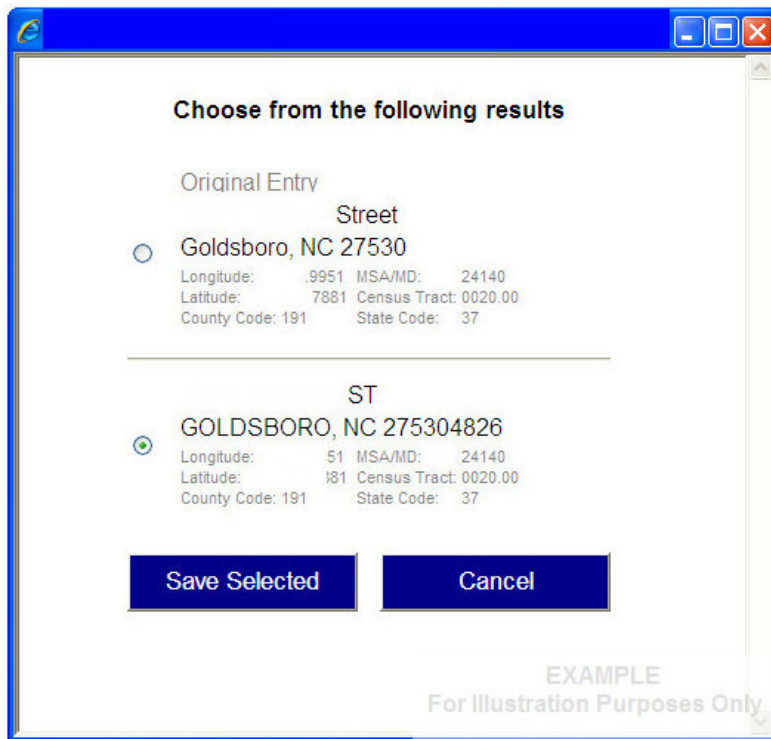 Choose from the following results
Original Entry
Street
Goldsboro, NC 27530
Longitude: .9951 MSA/MD: 24140
Latitude: 7881 Census Tract: 0020.00
County Code: 191 State Code: 37
ST
GOLDSBORO, NC 275304826
Longitude: 51 MSA/MD: 24140
Latitude: 381 Census Tract: 0020.00
County Code: 191 State Code: 37
Save Selected Cancel
EXAMPLE
For Illustration Purposes Only